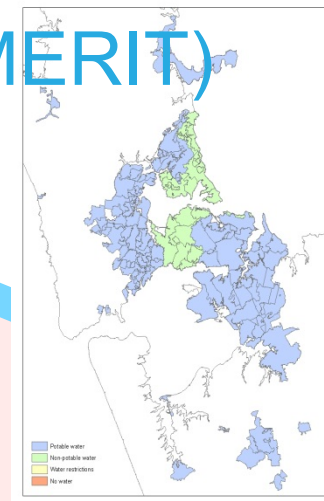 MERIT)
Potable water
Non-potable water
Water restrictions
No water